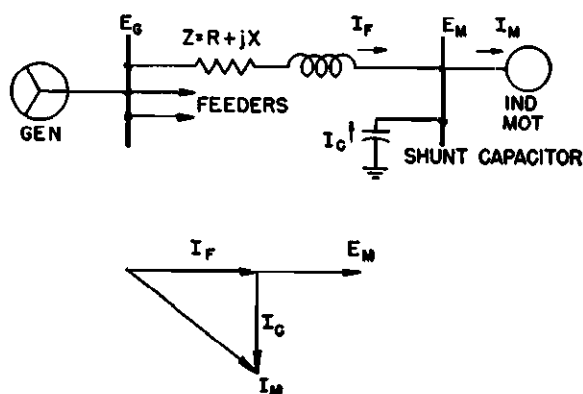 E_G
Z=R+jX
I_F
E_M
I_M
FEEDERS
GEN
I_C
IND
MOT
SHUNT CAPACITOR
I_F
E_M
I_C
I_M